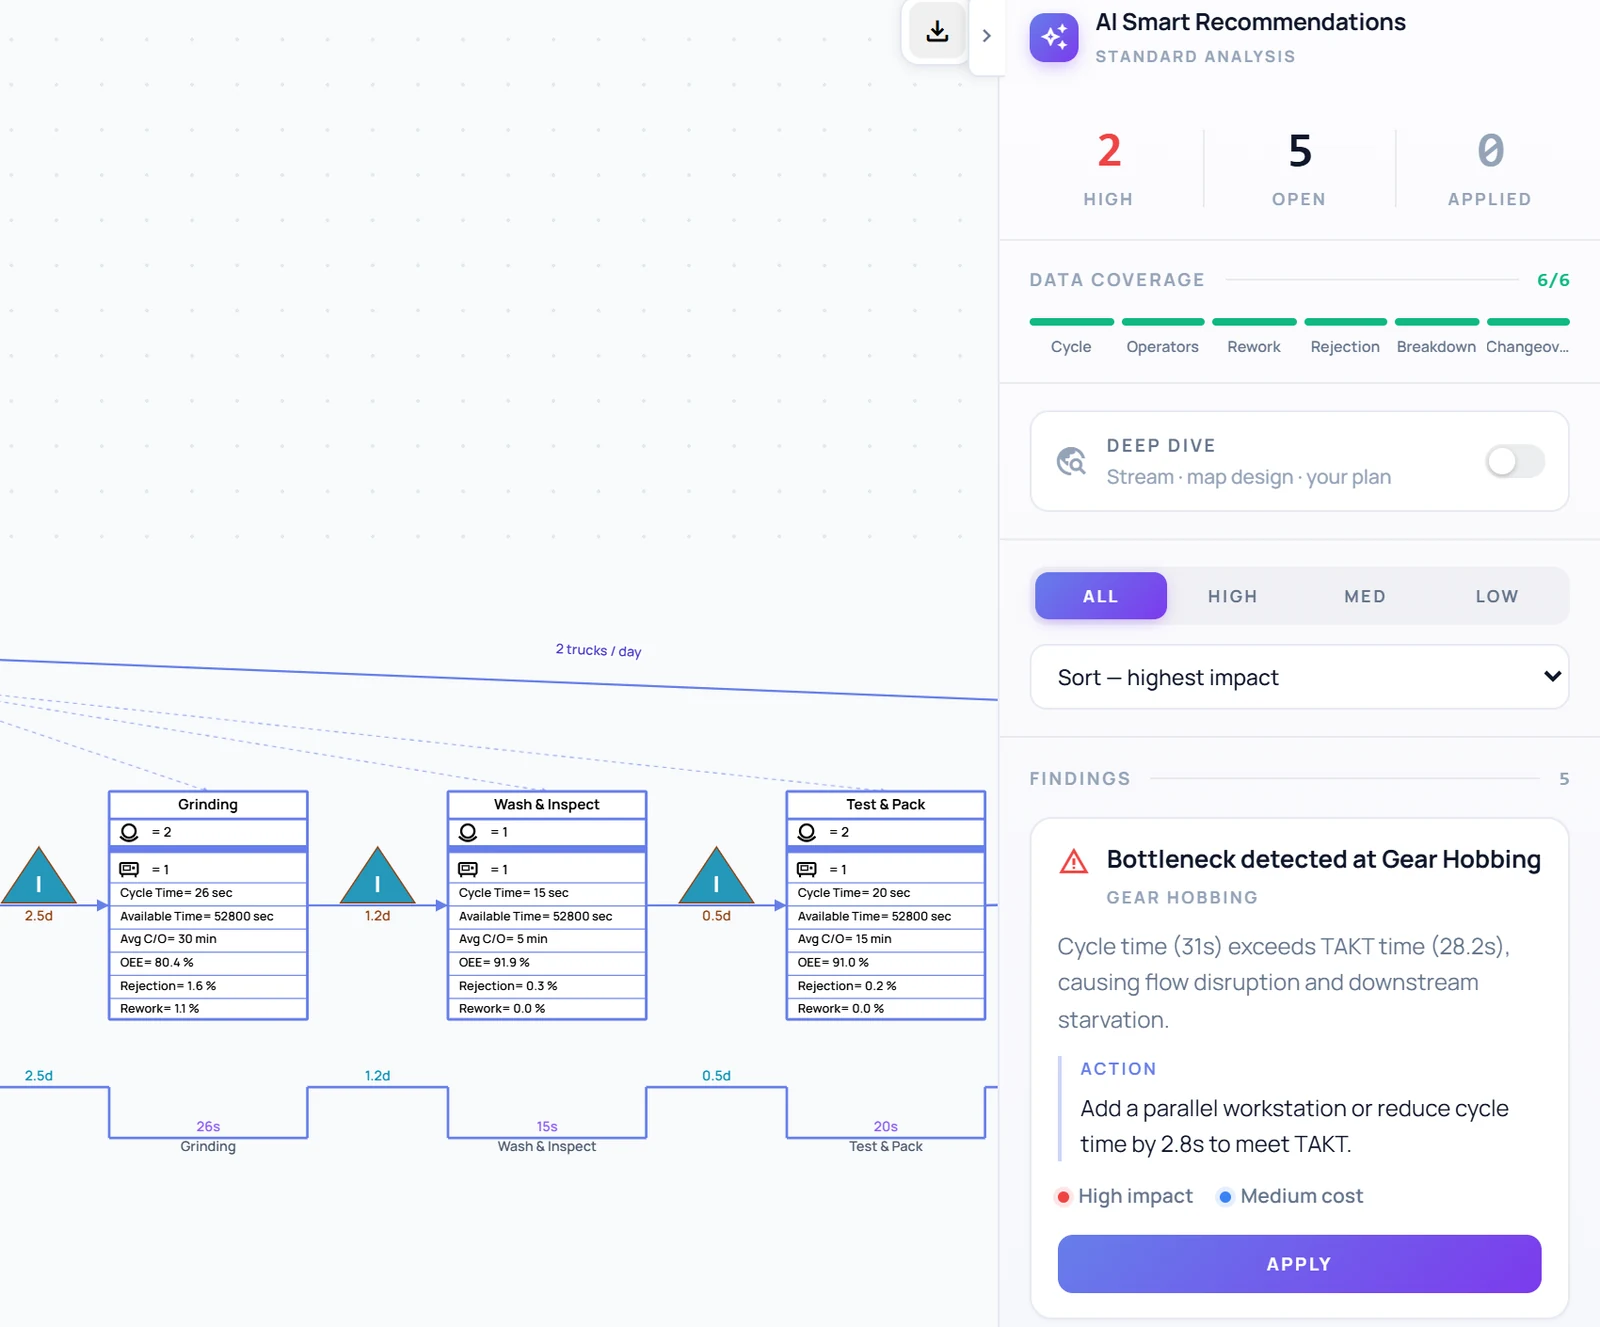 AI Smart Recommendations
STANDARD ANALYSIS
2
HIGH
5
OPEN
0
APPLIED
DATA COVERAGE
6/6
Cycle
Operators
Rework
Rejection
Breakdown
Changeov...
DEEP DIVE
Stream · map design · your plan
ALL
HIGH
MED
LOW
Sort — highest impact
FINDINGS
5
Bottleneck detected at Gear Hobbing
GEAR HOBBING
Cycle time (31s) exceeds TAKT time (28.2s),
causing flow disruption and downstream
starvation.
ACTION
Add a parallel workstation or reduce cycle
time by 2.8s to meet TAKT.
High impact
Medium cost
APPLY
2 trucks / day
I
2.5d
Grinding
= 2
= 1
Cycle Time= 26 sec
Available Time= 52800 sec
Avg C/O= 30 min
OEE= 80.4 %
Rejection= 1.6 %
Rework= 1.1 %
I
1.2d
Wash & Inspect
= 1
= 1
Cycle Time= 15 sec
Available Time= 52800 sec
Avg C/O= 5 min
OEE= 91.9 %
Rejection= 0.3 %
Rework= 0.0 %
I
0.5d
Test & Pack
= 2
= 1
Cycle Time= 20 sec
Available Time= 52800 sec
Avg C/O= 15 min
OEE= 91.0 %
Rejection= 0.2 %
Rework= 0.0 %
2.5d
26s
Grinding
1.2d
15s
Wash & Inspect
0.5d
20s
Test & Pack